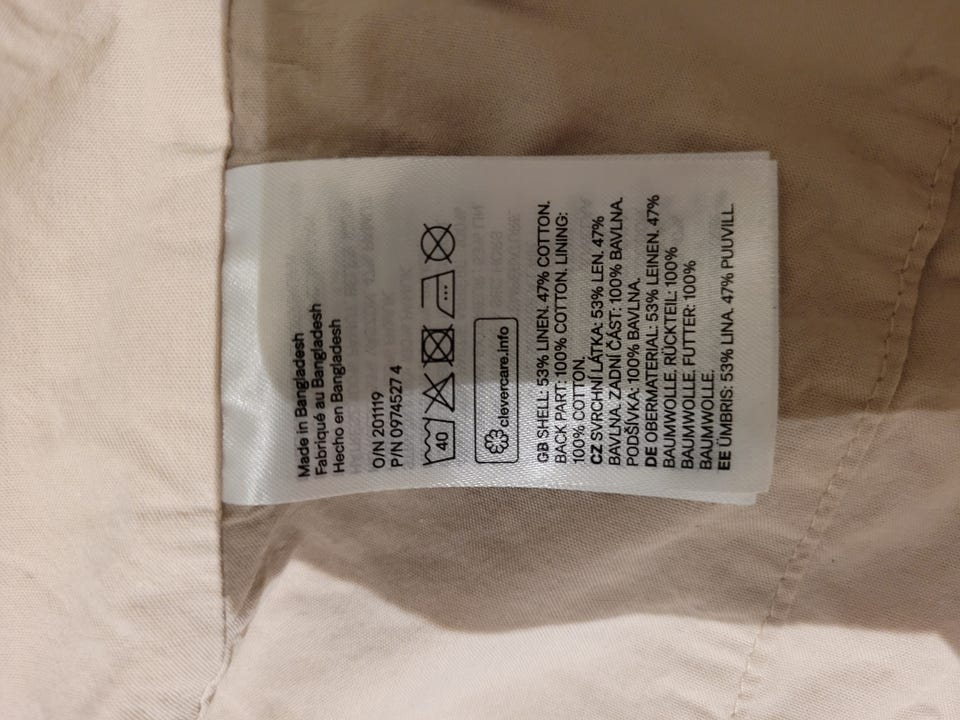 Made in Bangladesh
Fabriqué au Bangladesh
Hecho en Bangladesh
O/N 201119
P/N 0974527 4
40
clevercare.info
GB SHELL: 53% LINEN. 47% COTTON.
BACK PART: 100% COTTON. LINING:
100% COTTON.
CZ SVRCHNÍ LÁTKA: 53% LEN. 47%
BAVLNA. ZADNÍ ČÁST: 100% BAVLNA.
PODŠÍVKA: 100% BAVLNA.
DE OBERMATERIAL: 53% LEINEN. 47%
BAUMWOLLE. RÜCKTEIL: 100%
BAUMWOLLE. FUTTER: 100%
BAUMWOLLE.
EE ÜMBRIS: 53% LINA. 47% PUUVILL.